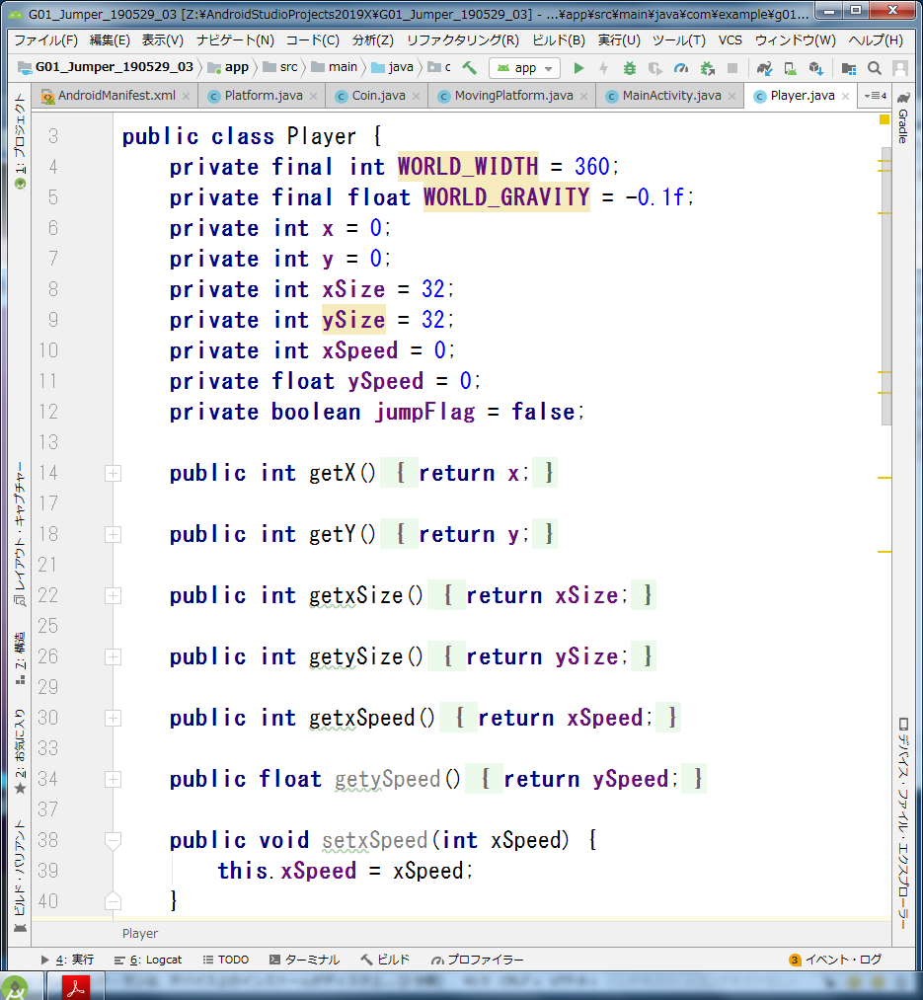 G01_Jumper_190529_03 [Z:¥AndroidStudioProjects2019X¥G01_Jumper_190529_03] - ...¥app¥src¥main¥java¥com¥example¥g01...
ファイル(F) 編集(E) 表示(V) ナビゲート(N) コード(C) 分析(Z) リファクタリング(R) ビルド(B) 実行(U) ツール(T) VCS ウィンドウ(W) ヘルプ(H)
G01_Jumper_190529_03 app src main java c app
AndroidManifest.xml Platform.java Coin.java MovingPlatform.java MainActivity.java Player.java 4
1: プロジェクト
レイアウト・キャプチャー
Z: 構造
2: お気に入り
ビルド・バリアント
3 public class Player {
4 private final int WORLD_WIDTH = 360;
5 private final float WORLD_GRAVITY = -0.1f;
6 private int x = 0;
7 private int y = 0;
8 private int xSize = 32;
9 private int ySize = 32;
10 private int xSpeed = 0;
11 private float ySpeed = 0;
12 private boolean jumpFlag = false;
13
14 public int getX() { return x; }
17
18 public int getY() { return y; }
21
22 public int getxSize() { return xSize; }
25
26 public int getySize() { return ySize; }
29
30 public int getxSpeed() { return xSpeed; }
33
34 public float getySpeed() { return ySpeed; }
37
38 public void setxSpeed(int xSpeed) {
39 this.xSpeed = xSpeed;
40 }
Gradle
デバイス・ファイル・エクスプローラー
Player
4: 実行 6: Logcat TODO ターミナル ビルド プロファイラー 3 イベント・ログ